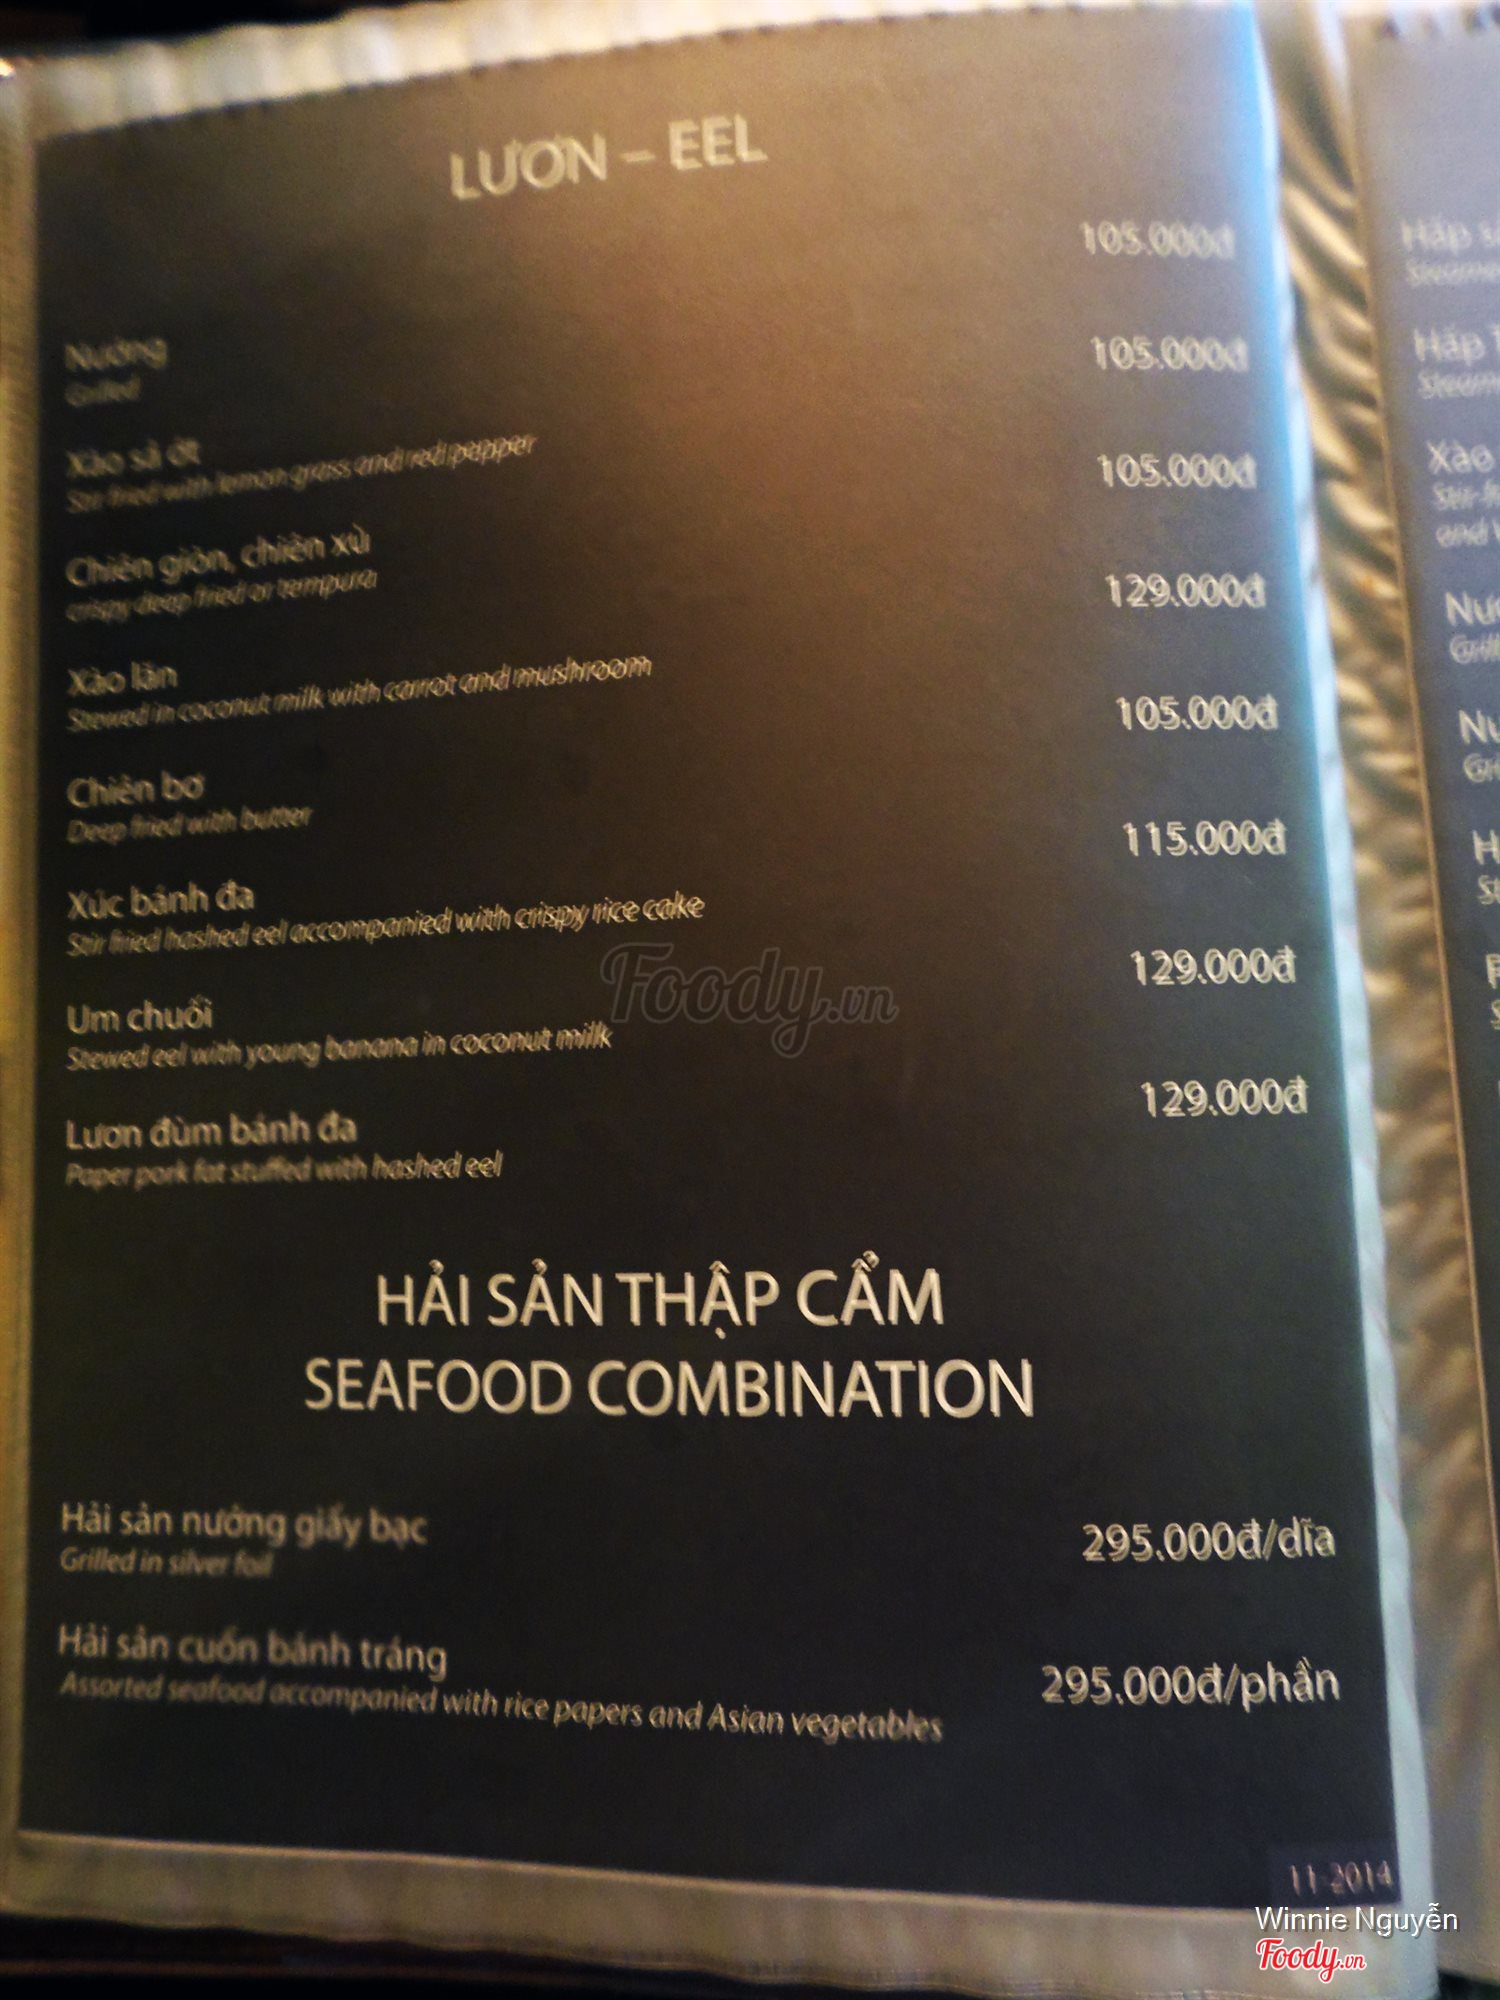 LƯƠN – EEL
105.000đ
Nướng
Grilled
105.000đ
Xào sả ớt
Stir fried with lemon grass and red pepper
105.000đ
Chiên giòn, chiên xù
crispy deep fried or tempura
129.000đ
Xào lăn
Stewed in coconut milk with carrot and mushroom
105.000đ
Chiên bơ
Deep fried with butter
115.000đ
Xúc bánh đa
Stir fried hashed eel accompanied with crispy rice cake
129.000đ
Um chuối
Stewed eel with young banana in coconut milk
129.000đ
Lươn đùm bánh đa
Paper pork fat stuffed with hashed eel
HẢI SẢN THẬP CẨM
SEAFOOD COMBINATION
Hải sản nướng giấy bạc
295.000đ/dĩa
Grilled in silver foil
Hải sản cuốn bánh tráng
295.000đ/phần
Assorted seafood accompanied with rice papers and Asian vegetables
11-2014
Hấp
Hấp
Xào
and
Foody.vn
Winnie Nguyễn
Foody.vn